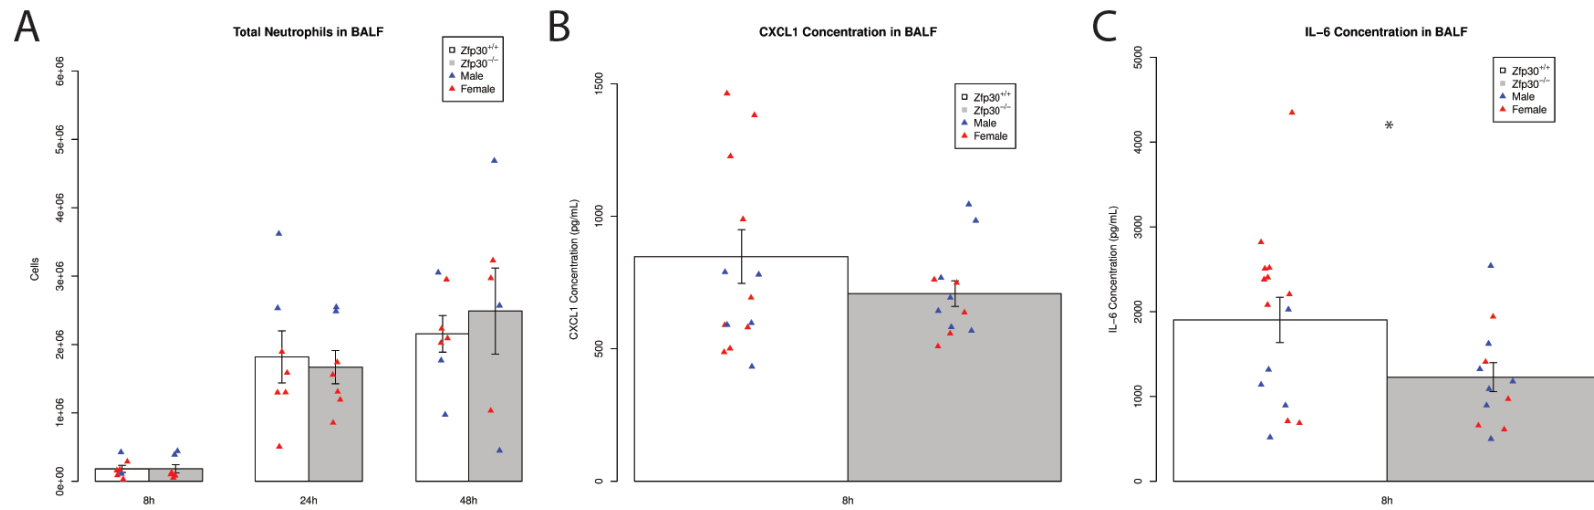 A
Total Neutrophils in BALF
Zfp30+/+
Zfp30−/−
Male
Female
6e+06
5e+06
4e+06
3e+06
2e+06
1e+06
0e+00
Cells
8h
24h
48h
B
CXCL1 Concentration in BALF
Zfp30+/+
Zfp30−/−
Male
Female
1500
1000
500
0
CXCL1 Concentration (pg/mL)
8h
C
IL−6 Concentration in BALF
Zfp30+/+
Zfp30−/−
Male
Female
*
5000
4000
3000
2000
1000
0
IL−6 Concentration (pg/mL)
8h